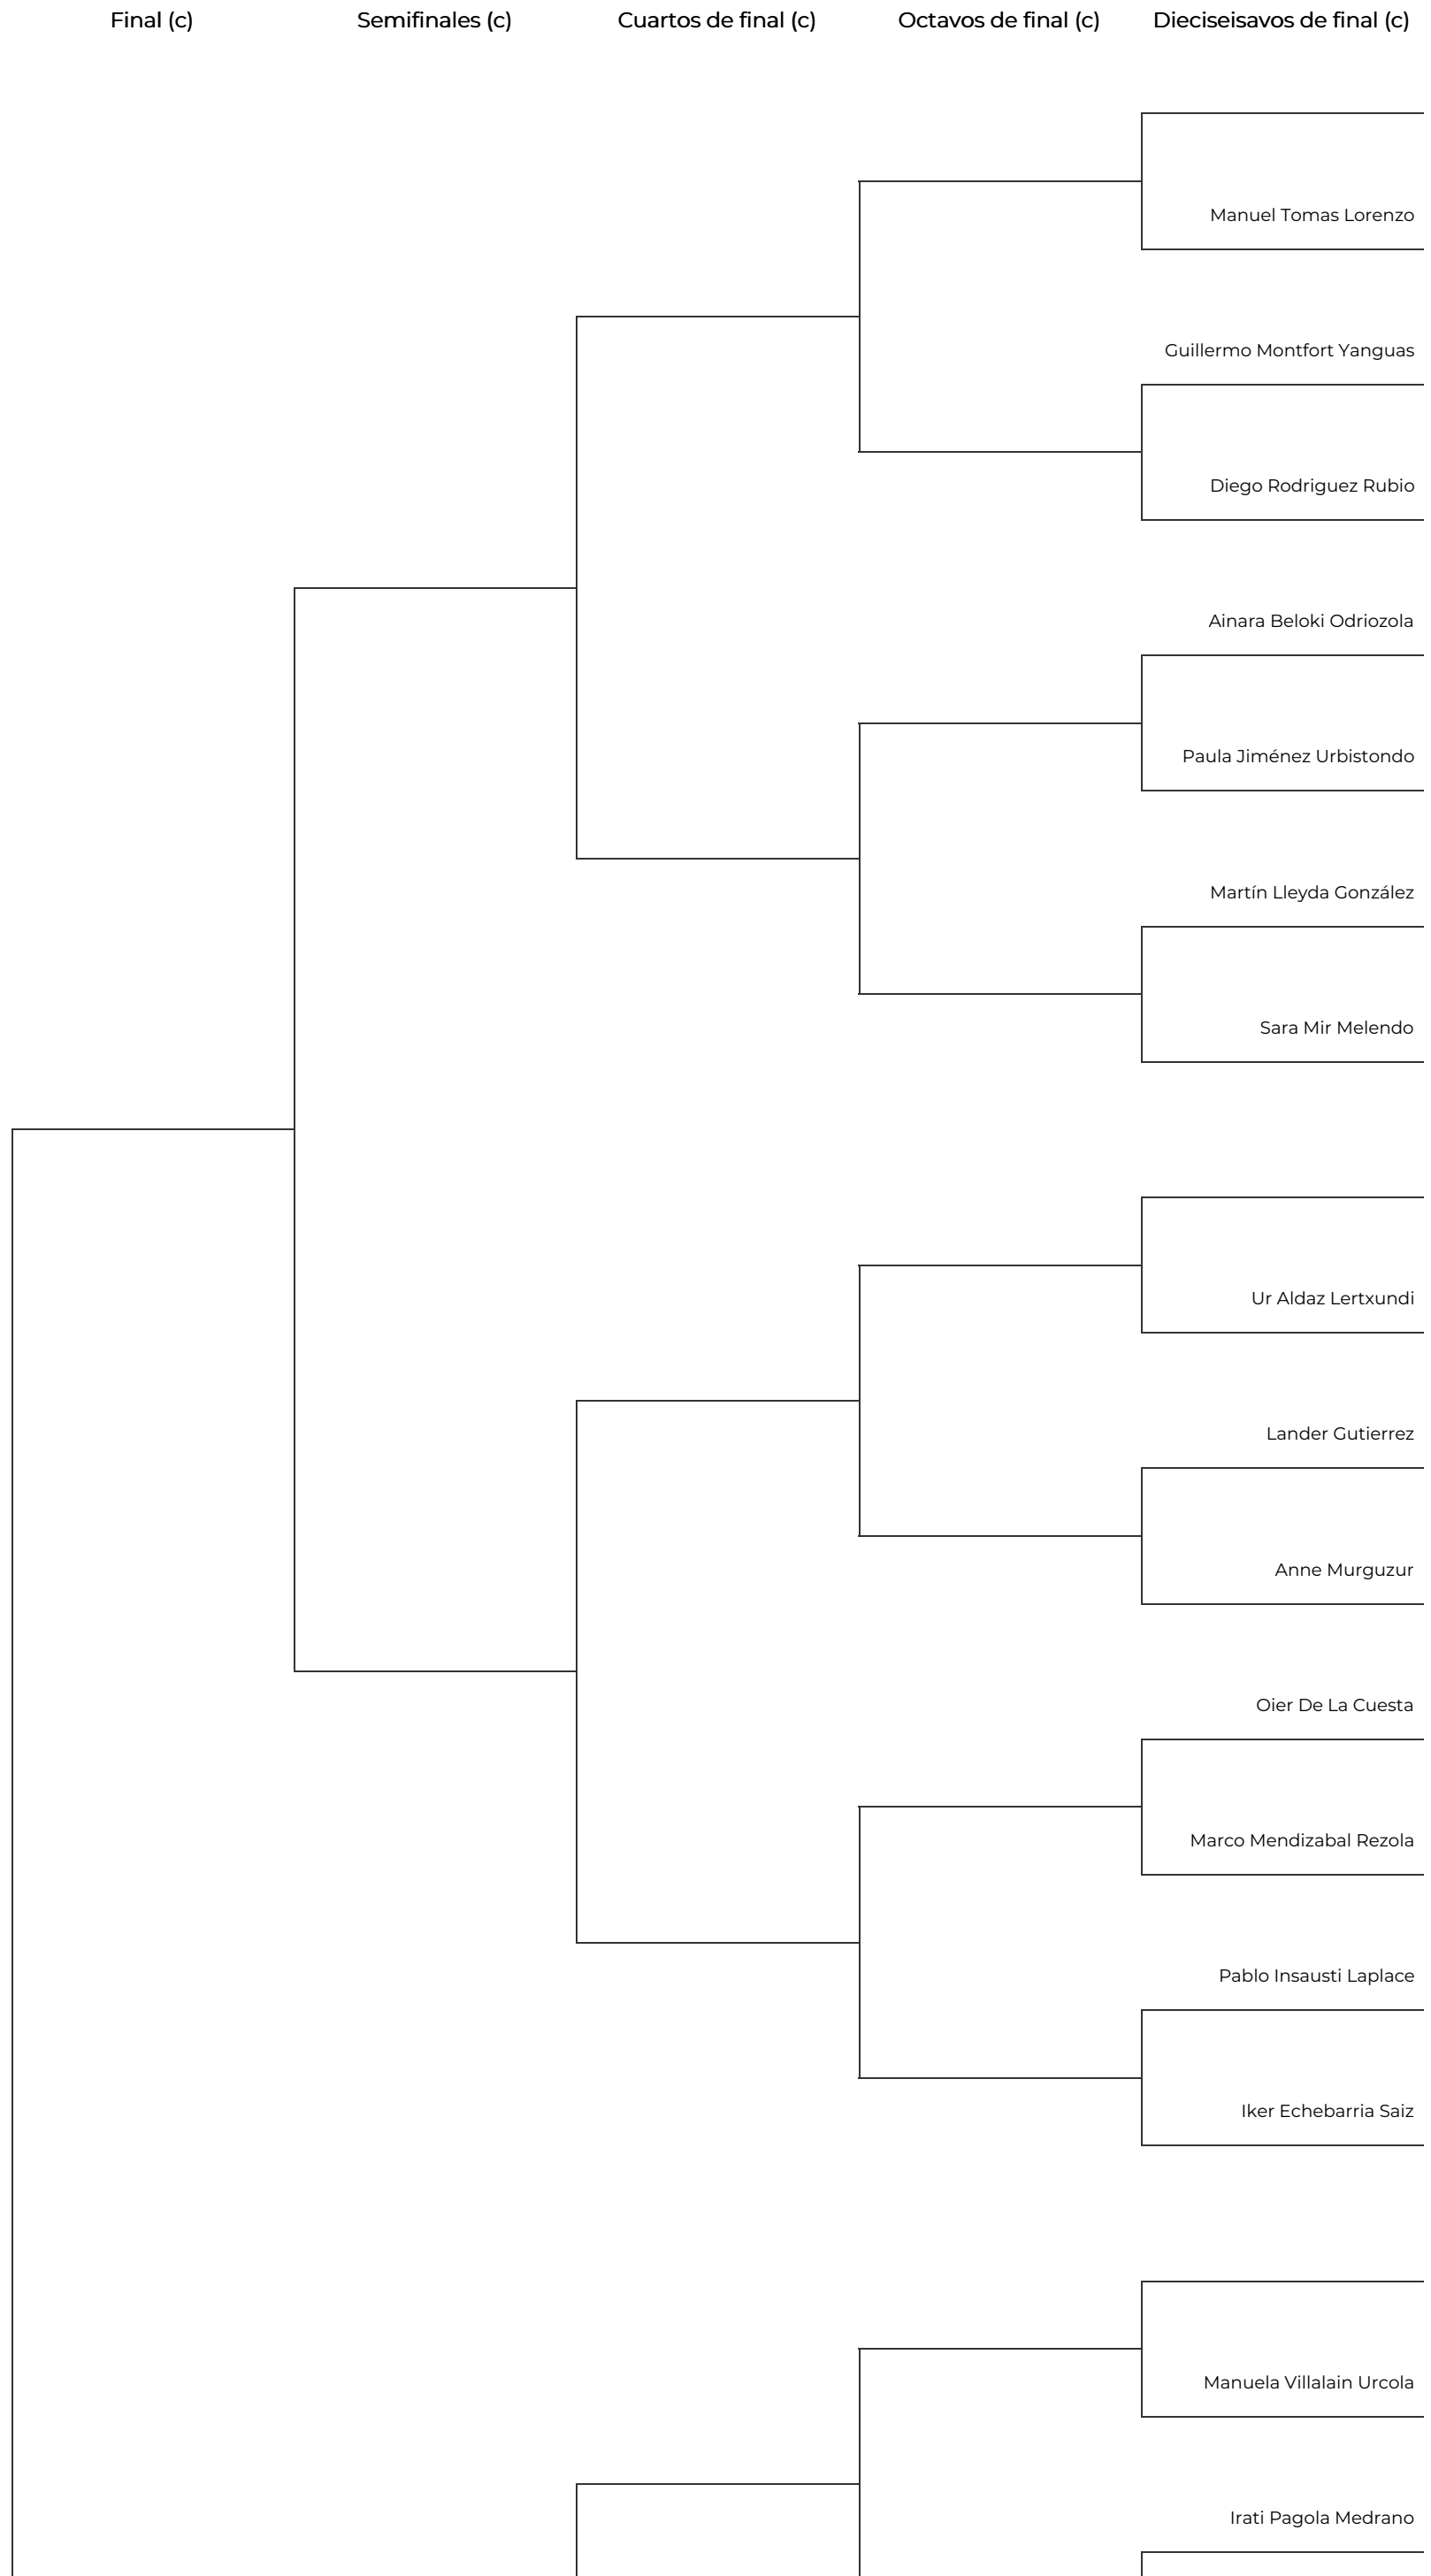 Final (c) Semifinales (c) Cuartos de final (c) Octavos de final (c) Dieciseisavos de final (c)
Manuel Tomas Lorenzo
Guillermo Montfort Yanguas
Diego Rodriguez Rubio
Ainara Beloki Odriozola
Paula Jiménez Urbistondo
Martín Lleyda González
Sara Mir Melendo
Ur Aldaz Lertxundi
Lander Gutierrez
Anne Murguzur
Oier De La Cuesta
Marco Mendizabal Rezola
Pablo Insausti Laplace
Iker Echebarria Saiz
Manuela Villalain Urcola
Irati Pagola Medrano